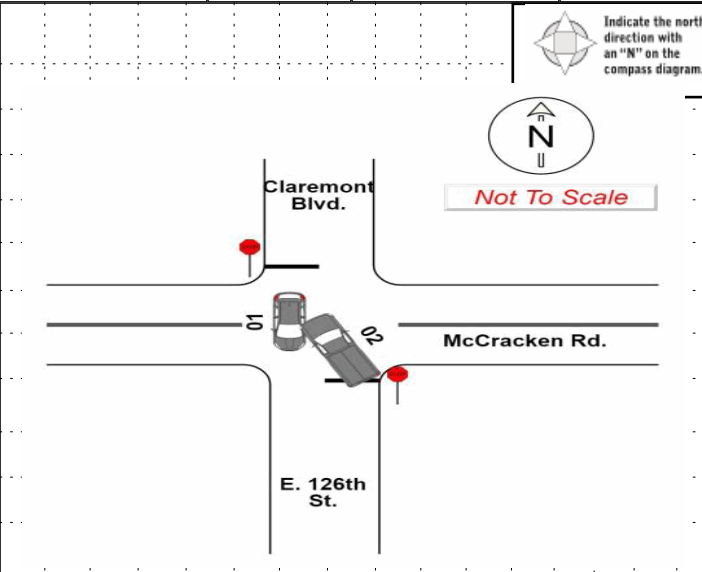 Indicate the north
direction with
an “N” on the
compass diagram.
N
Not To Scale
Claremont
Blvd.
01
02
McCracken Rd.
E. 126th
St.